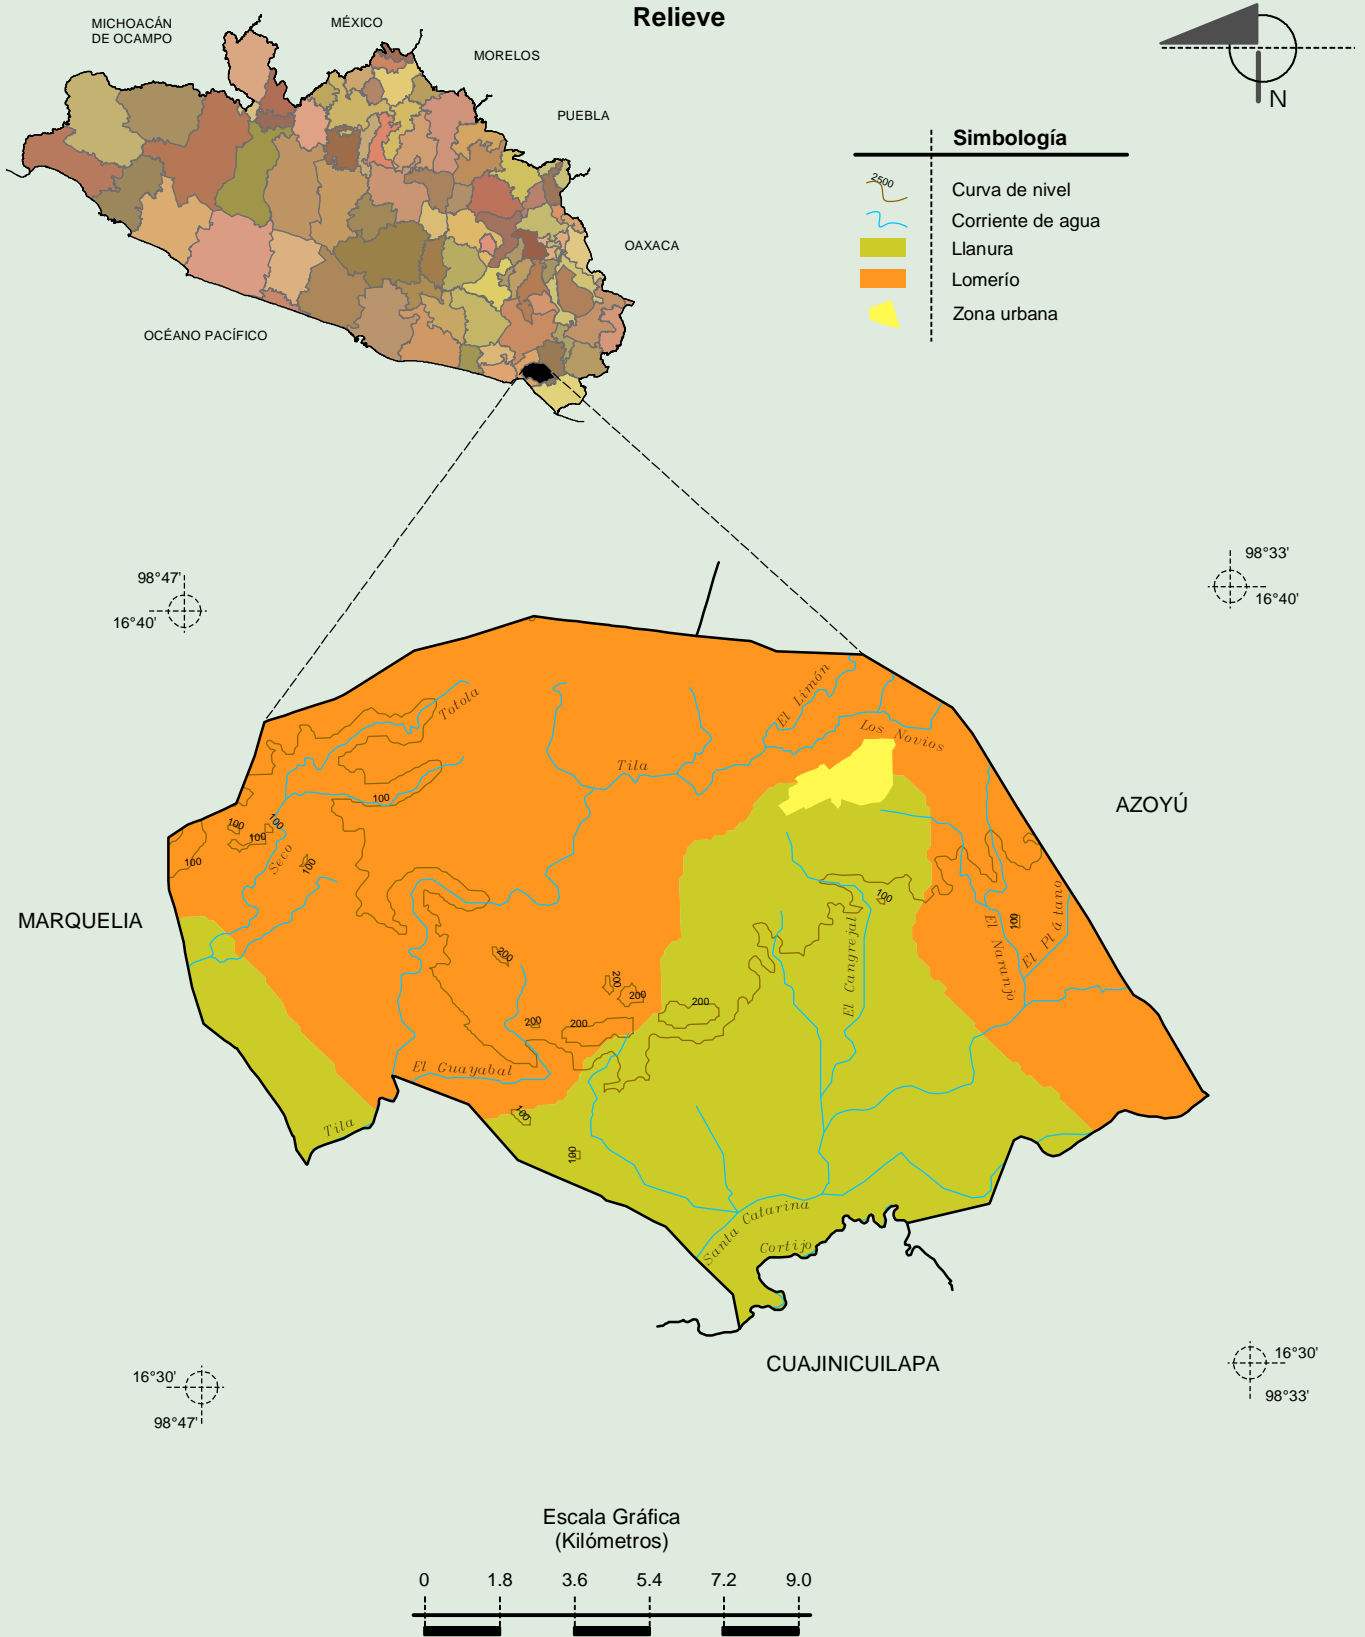 Relieve
MICHOACÁN
DE OCAMPO
MÉXICO
MORELOS
PUEBLA
OAXACA
OCÉANO PACÍFICO
N
Simbología
2500
Curva de nivel
Corriente de agua
Llanura
Lomerío
Zona urbana
98°47'
16°40'
98°33'
16°40'
Totola
El Limón
Los Novios
Tila
100
100
100
100
100
100
Seco
AZOYÚ
MARQUELIA
100
El Cangrejal
El Naranjo
100
El Plátano
200
200
200
200
200
200
El Guayabal
100
100
Tila
Santa Catarina
Cortijo
CUAJINICUILAPA
16°30'
98°47'
16°30'
98°33'
Escala Gráfica
(Kilómetros)
0 1.8 3.6 5.4 7.2 9.0